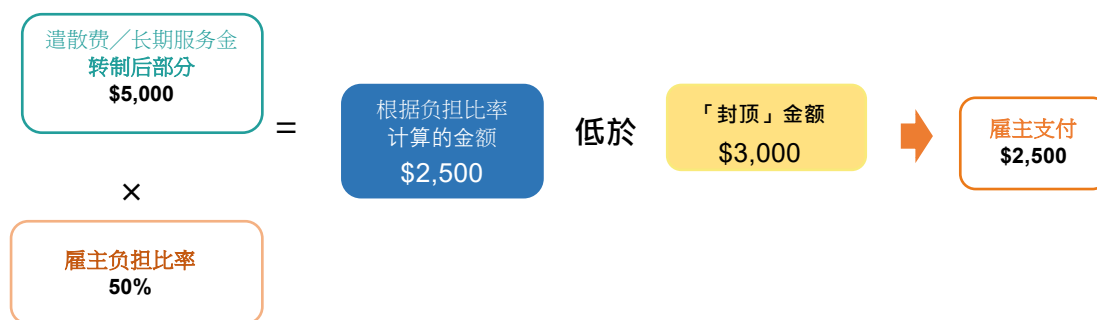 遣散费／长期服务金
转制后部分
$5,000
×
雇主负担比率
50%
=
根据负担比率
计算的金额
$2,500
低於
「封顶」金额
$3,000
雇主支付
$2,500